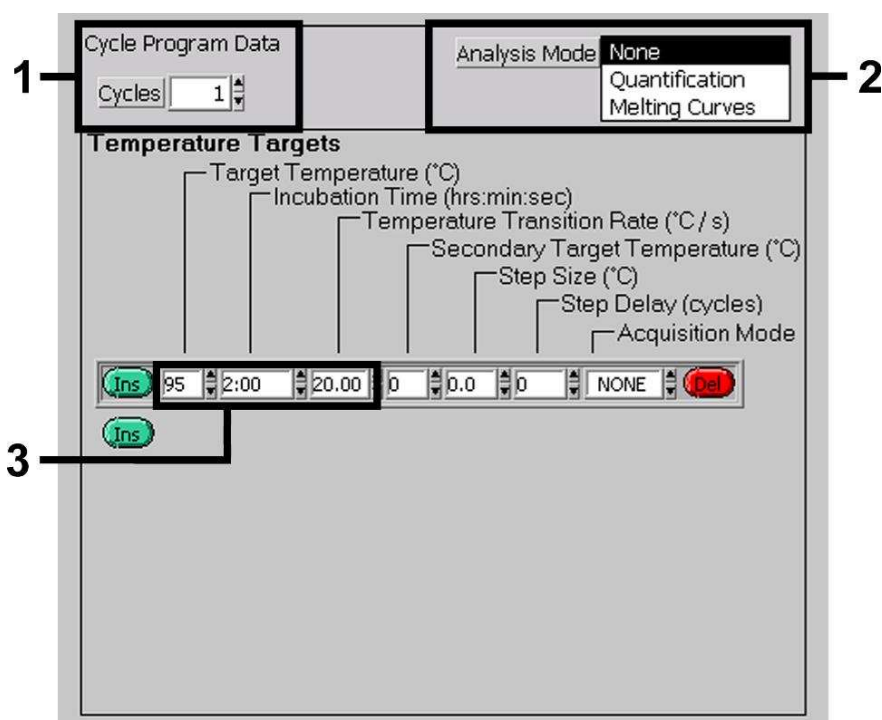 Cycle Program Data
Cycles 1
Analysis Mode None
Quantification
Melting Curves
1
2
Temperature Targets
Target Temperature (°C)
Incubation Time (hrs:min:sec)
Temperature Transition Rate (°C / s)
Secondary Target Temperature (°C)
Step Size (°C)
Step Delay (cycles)
Acquisition Mode
Ins 95 2:00 20.00 0 0.0 0 NONE Del
Ins
3